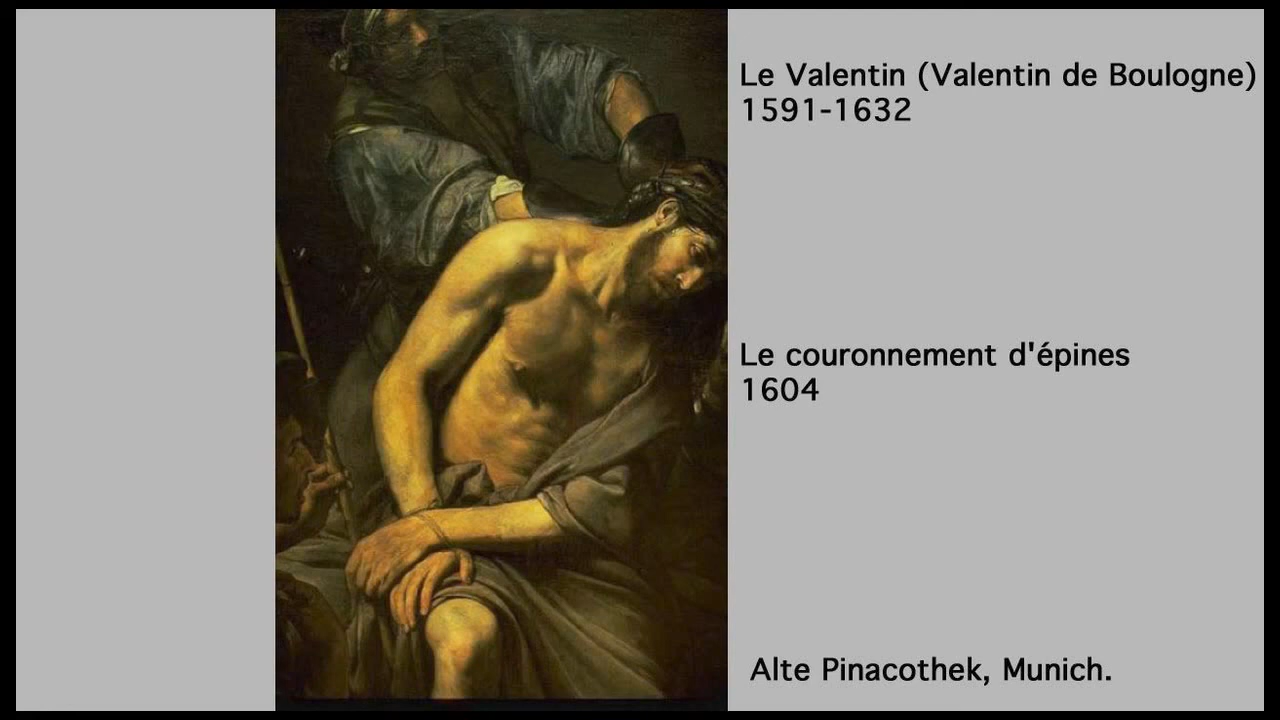 Le Valentin (Valentin de Boulogne)
1591-1632
Le couronnement d'épines
1604
Alte Pinacothek, Munich.